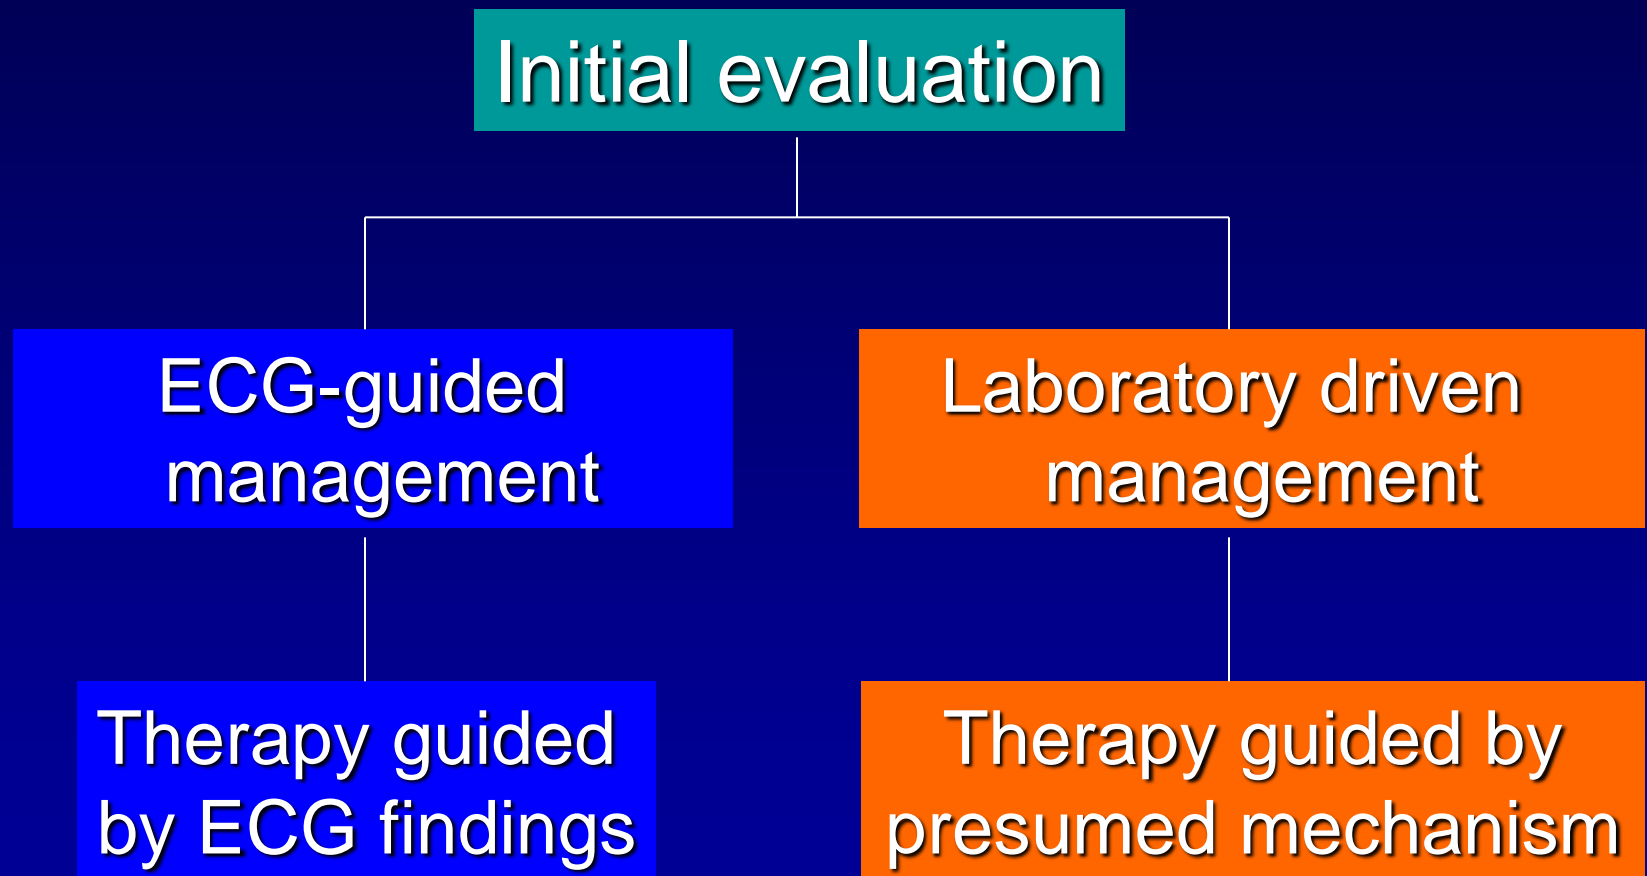 Initial evaluation
ECG-guided
management
Laboratory driven
management
Therapy guided
by ECG findings
Therapy guided by
presumed mechanism